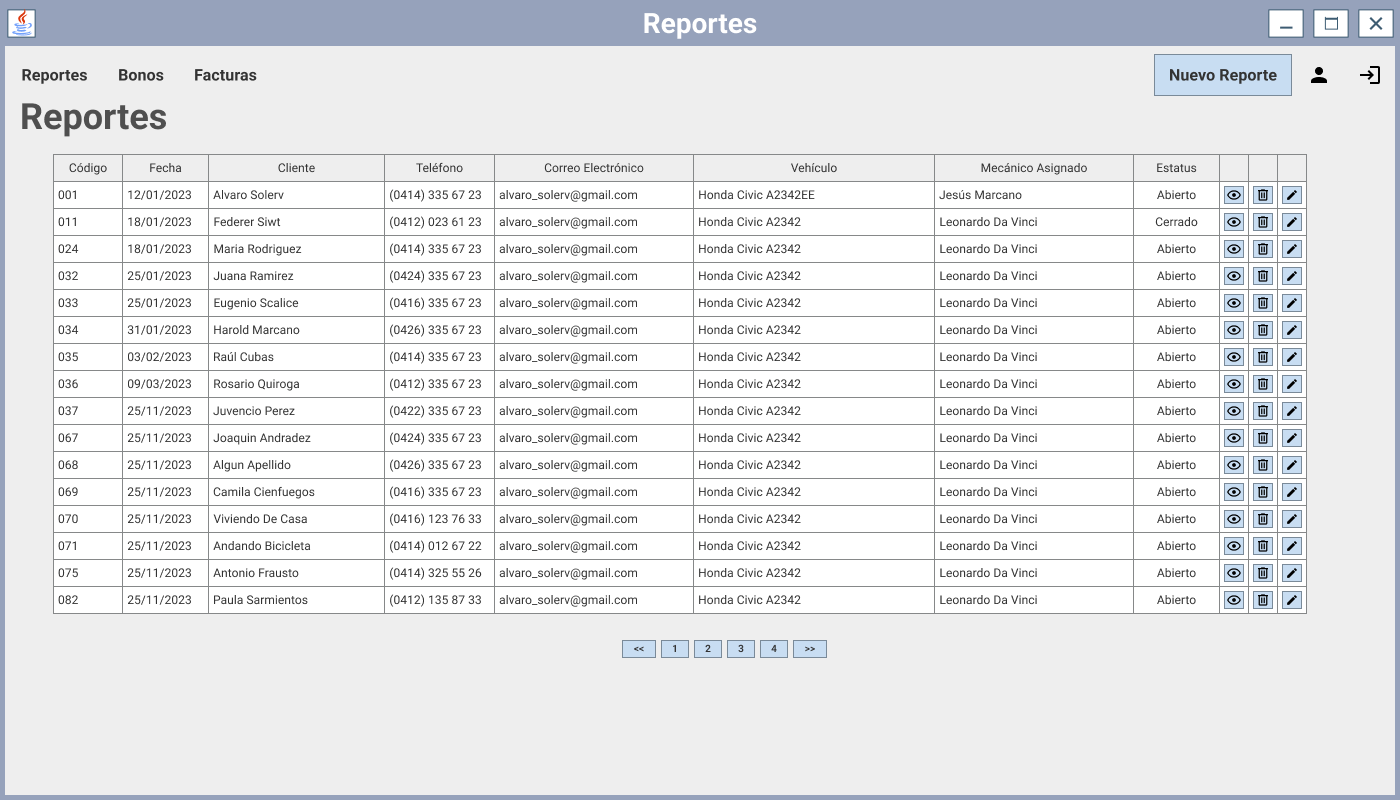 Reportes
Reportes Bonos Facturas Nuevo Reporte
Reportes
Código Fecha Cliente Teléfono Correo Electrónico Vehículo Mecánico Asignado Estatus
001 12/01/2023 Alvaro Solerv (0414) 335 67 23 alvaro_solerv@gmail.com Honda Civic A2342EE Jesús Marcano Abierto
011 18/01/2023 Federer Siwt (0412) 023 61 23 alvaro_solerv@gmail.com Honda Civic A2342 Leonardo Da Vinci Cerrado
024 18/01/2023 Maria Rodriguez (0414) 335 67 23 alvaro_solerv@gmail.com Honda Civic A2342 Leonardo Da Vinci Abierto
032 25/01/2023 Juana Ramirez (0424) 335 67 23 alvaro_solerv@gmail.com Honda Civic A2342 Leonardo Da Vinci Abierto
033 25/01/2023 Eugenio Scalice (0416) 335 67 23 alvaro_solerv@gmail.com Honda Civic A2342 Leonardo Da Vinci Abierto
034 31/01/2023 Harold Marcano (0426) 335 67 23 alvaro_solerv@gmail.com Honda Civic A2342 Leonardo Da Vinci Abierto
035 03/02/2023 Raúl Cubas (0414) 335 67 23 alvaro_solerv@gmail.com Honda Civic A2342 Leonardo Da Vinci Abierto
036 09/03/2023 Rosario Quiroga (0412) 335 67 23 alvaro_solerv@gmail.com Honda Civic A2342 Leonardo Da Vinci Abierto
037 25/11/2023 Juvencio Perez (0422) 335 67 23 alvaro_solerv@gmail.com Honda Civic A2342 Leonardo Da Vinci Abierto
067 25/11/2023 Joaquin Andradez (0424) 335 67 23 alvaro_solerv@gmail.com Honda Civic A2342 Leonardo Da Vinci Abierto
068 25/11/2023 Algun Apellido (0426) 335 67 23 alvaro_solerv@gmail.com Honda Civic A2342 Leonardo Da Vinci Abierto
069 25/11/2023 Camila Cienfuegos (0416) 335 67 23 alvaro_solerv@gmail.com Honda Civic A2342 Leonardo Da Vinci Abierto
070 25/11/2023 Viviendo De Casa (0416) 123 76 33 alvaro_solerv@gmail.com Honda Civic A2342 Leonardo Da Vinci Abierto
071 25/11/2023 Andando Bicicleta (0414) 012 67 22 alvaro_solerv@gmail.com Honda Civic A2342 Leonardo Da Vinci Abierto
075 25/11/2023 Antonio Frausto (0414) 325 55 26 alvaro_solerv@gmail.com Honda Civic A2342 Leonardo Da Vinci Abierto
082 25/11/2023 Paula Sarmientos (0412) 135 87 33 alvaro_solerv@gmail.com Honda Civic A2342 Leonardo Da Vinci Abierto
<< 1 2 3 4 >>